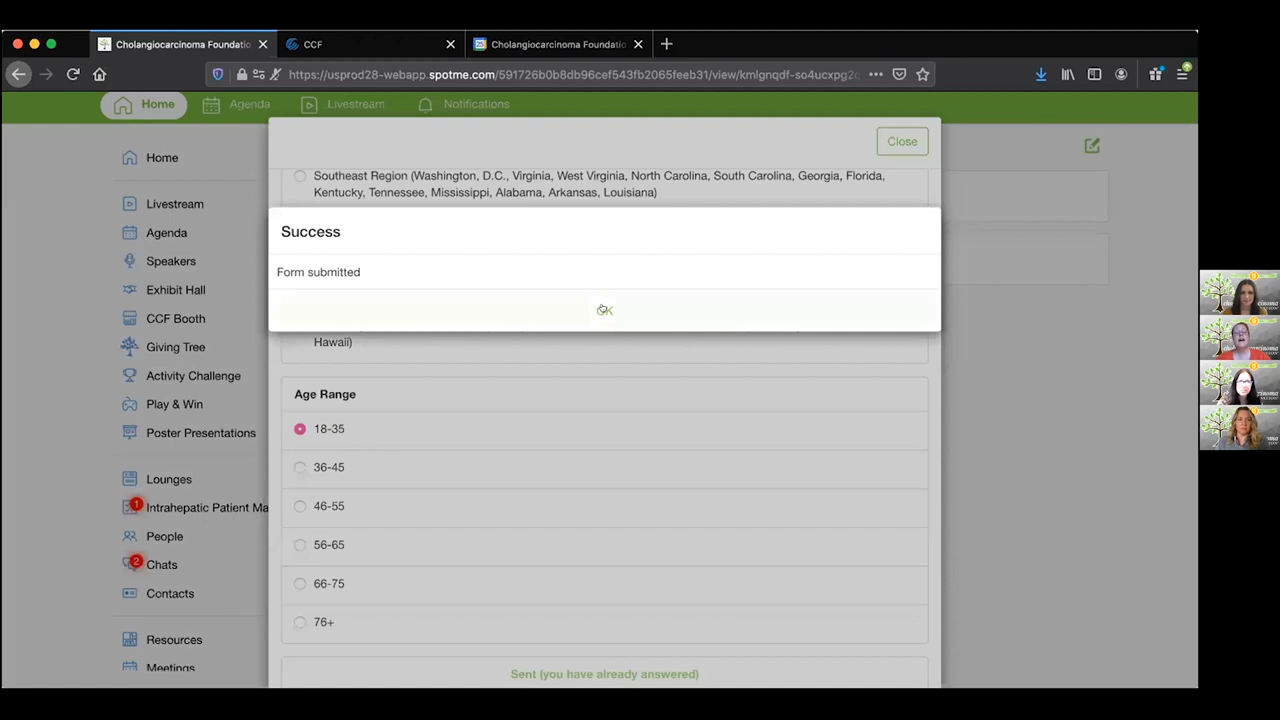 Cholangiocarcinoma Foundatio
CCF
Cholangiocarcinoma Foundatio
https://usprod28-webapp.spotme.com/591726b0b8db96cef543fb2065feeb31/view/kmlgnqdf-so4ucxpg2
Home
Agenda
Livestream
Notifications
Close
Home
Livestream
Agenda
Speakers
Exhibit Hall
CCF Booth
Giving Tree
Activity Challenge
Play & Win
Poster Presentations
Lounges
1
Intrahepatic Patient Ma
People
2
Chats
Contacts
Resources
Meetings
Southeast Region (Washington, D.C., Virginia, West Virginia, North Carolina, South Carolina, Georgia, Florida,
Kentucky, Tennessee, Mississippi, Alabama, Arkansas, Louisiana)
Success
Form submitted
OK
Hawaii)
Age Range
18-35
36-45
46-55
56-65
66-75
76+
Sent (you have already answered)